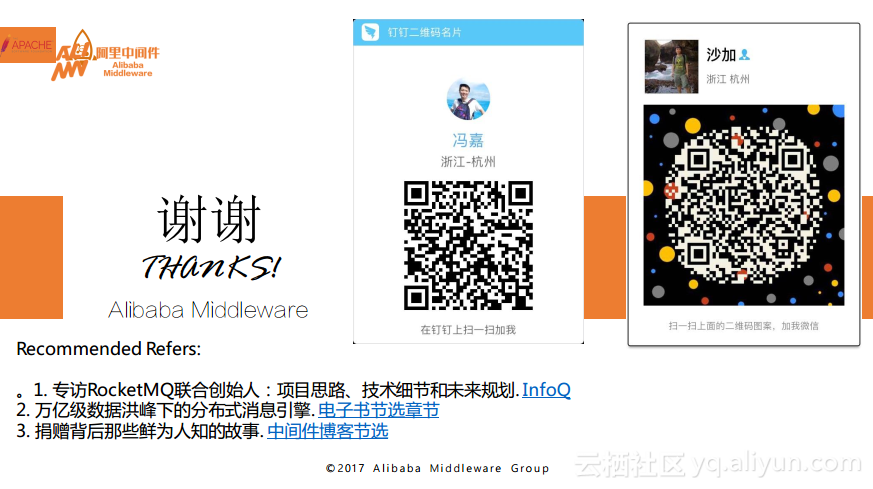 APACHE
阿里中间件
Alibaba
Middleware
谢谢
THANKS!
Alibaba Middleware
钉钉二维码名片
冯嘉
浙江-杭州
在钉钉上扫一扫加我
沙加
浙江 杭州
扫一扫上面的二维码图案，加我微信
Recommended Refers:
。1. 专访RocketMQ联合创始人：项目思路、技术细节和未来规划. InfoQ
2. 万亿级数据洪峰下的分布式消息引擎. 电子书节选章节
3. 捐赠背后那些鲜为人知的故事. 中间件博客节选
©2017 Alibaba Middleware Group
云栖社区 yq.aliyun.com